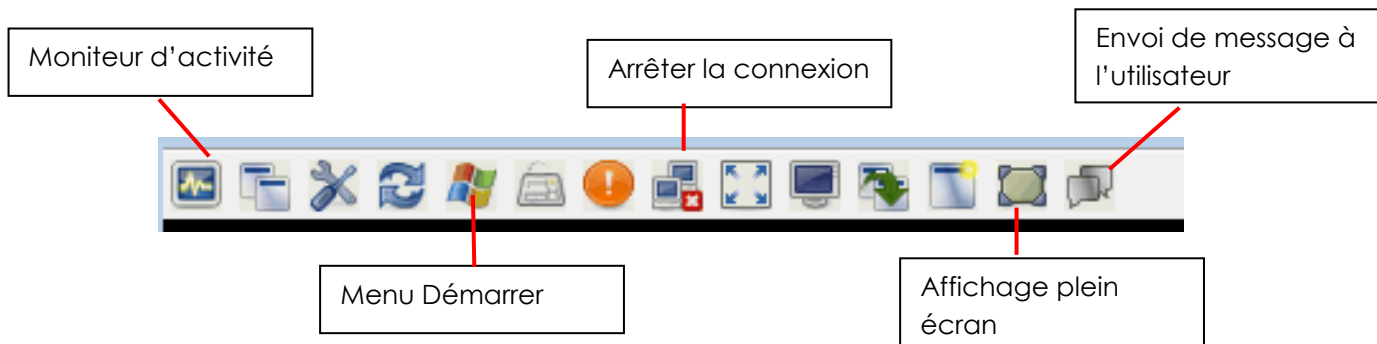 Moniteur d’activité
Arrêter la connexion
Envoi de message à
l’utilisateur
Menu Démarrer
Affichage plein
écran